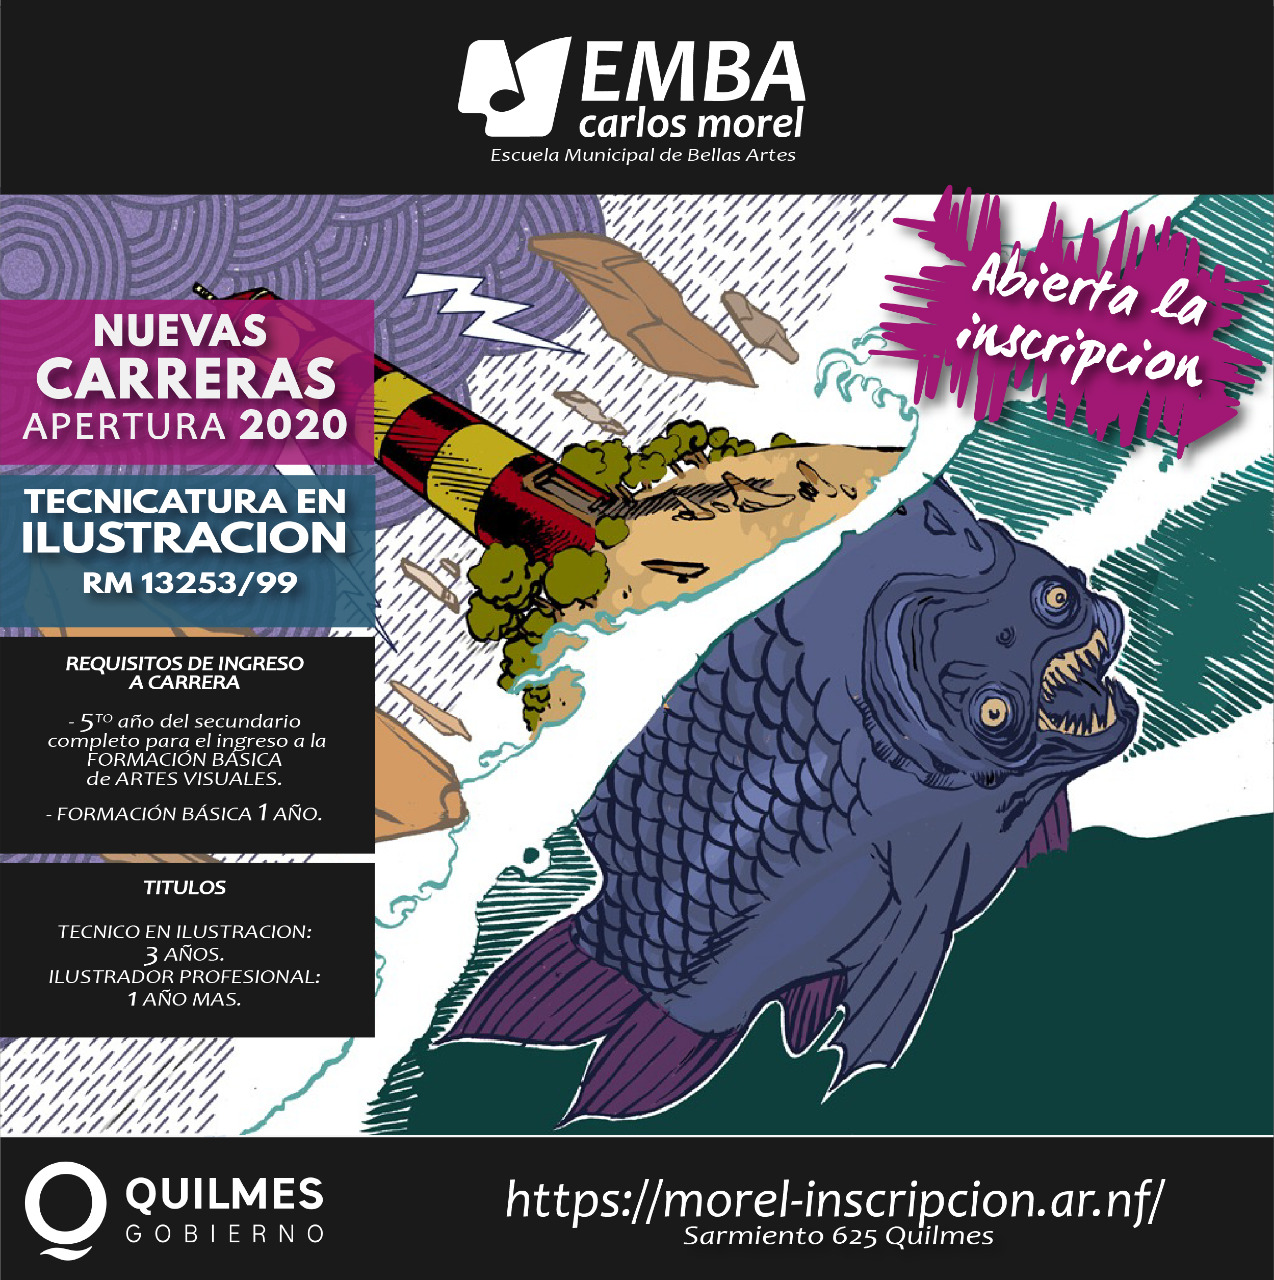 EMBA
carlos morel
Escuela Municipal de Bellas Artes
Abierta la
inscripcion
NUEVAS
CARRERAS
APERTURA 2020
TECNICATURA EN
ILUSTRACION
RM 13253/99
REQUISITOS DE INGRESO
A CARRERA
- 5TO año del secundario
completo para el ingreso a la
FORMACIÓN BÁSICA
de ARTES VISUALES.
- FORMACIÓN BÁSICA 1 AÑO.
TITULOS
TECNICO EN ILUSTRACION:
3 AÑOS.
ILUSTRADOR PROFESIONAL:
1 AÑO MAS.
QUILMES
GOBIERNO
https://morel-inscripcion.ar.nf/
Sarmiento 625 Quilmes